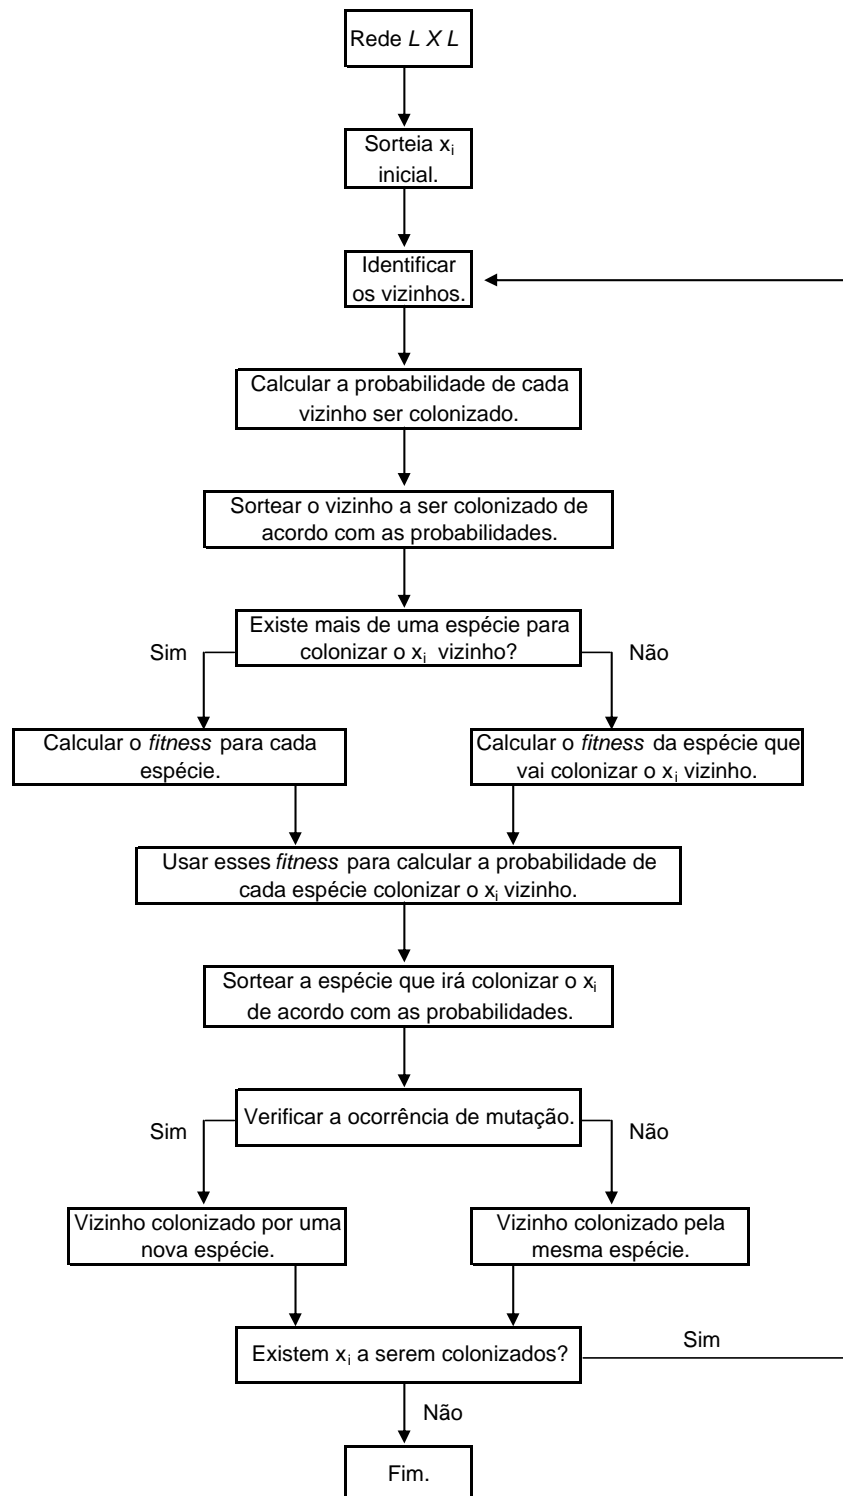 Rede L X L
Sorteia xi
inicial.
Identificar
os vizinhos.
Calcular a probabilidade de cada
vizinho ser colonizado.
Sortear o vizinho a ser colonizado de
acordo com as probabilidades.
Existe mais de uma espécie para
colonizar o xi vizinho?
Sim
Não
Calcular o fitness para cada
espécie.
Calcular o fitness da espécie que
vai colonizar o xi vizinho.
Usar esses fitness para calcular a probabilidade de
cada espécie colonizar o xi vizinho.
Sortear a espécie que irá colonizar o xi
de acordo com as probabilidades.
Verificar a ocorrência de mutação.
Sim
Não
Vizinho colonizado por uma
nova espécie.
Vizinho colonizado pela
mesma espécie.
Existem xi a serem colonizados?
Sim
Não
Fim.